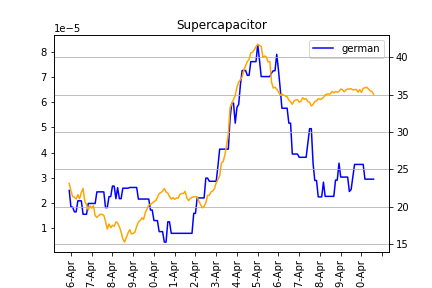 Supercapacitor
1e−5
german
8
7
6
5
4
3
2
1
40
35
30
25
20
15
6-Apr
7-Apr
8-Apr
9-Apr
0-Apr
1-Apr
2-Apr
3-Apr
4-Apr
5-Apr
6-Apr
7-Apr
8-Apr
9-Apr
0-Apr